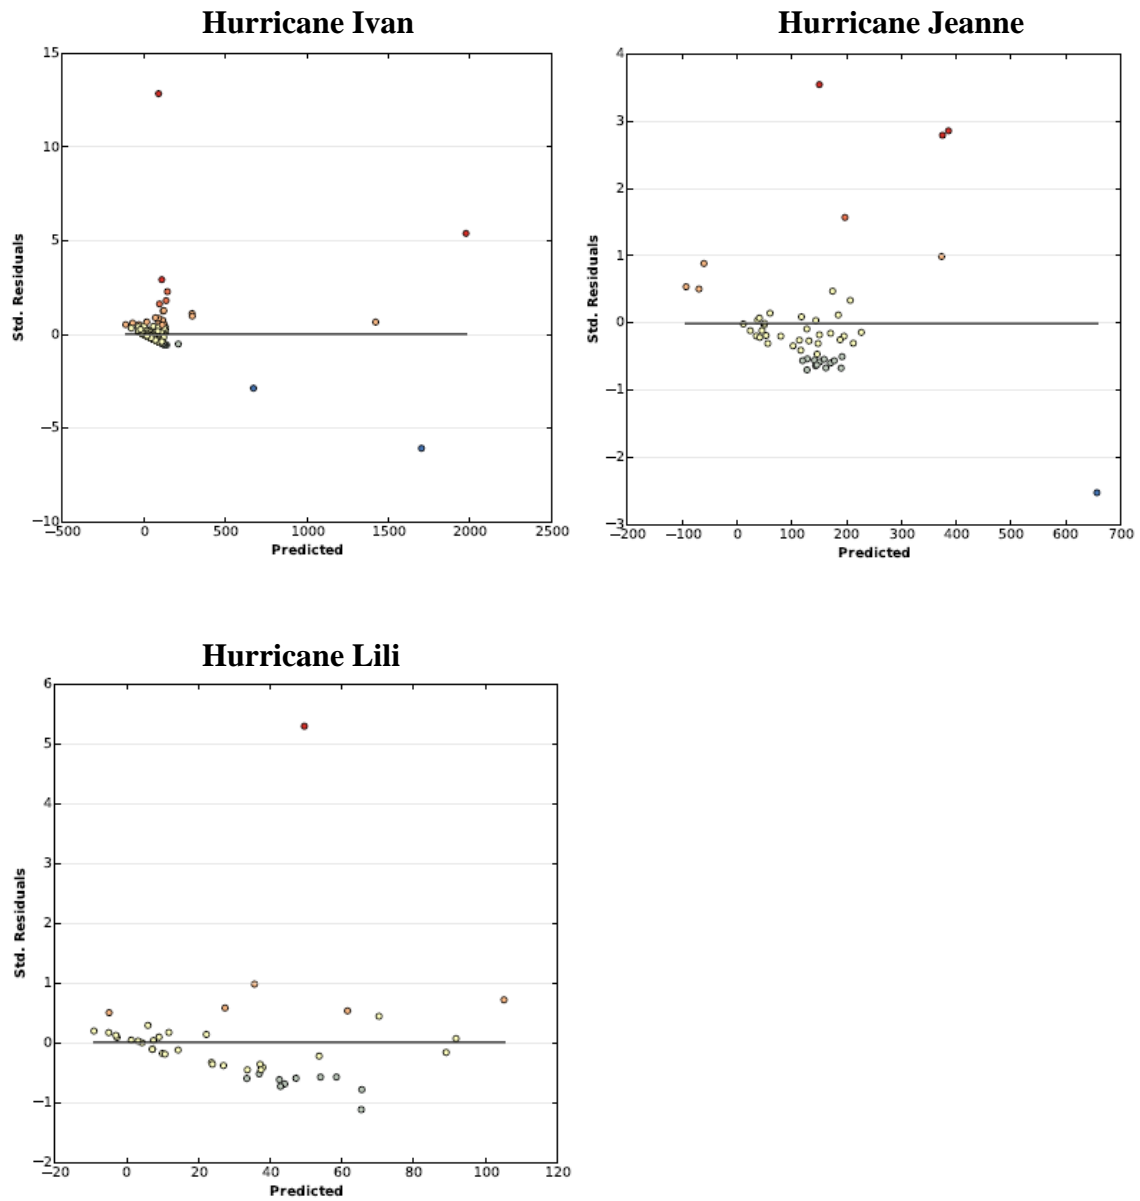 Hurricane Ivan
15
10
5
0
−5
−10
Std. Residuals
−500 0 500 1000 1500 2000 2500
Predicted
Hurricane Jeanne
4
3
2
1
0
−1
−2
−3
Std. Residuals
−200 −100 0 100 200 300 400 500 600 700
Predicted
Hurricane Lili
6
5
4
3
2
1
0
−1
−2
Std. Residuals
−20 0 20 40 60 80 100 120
Predicted